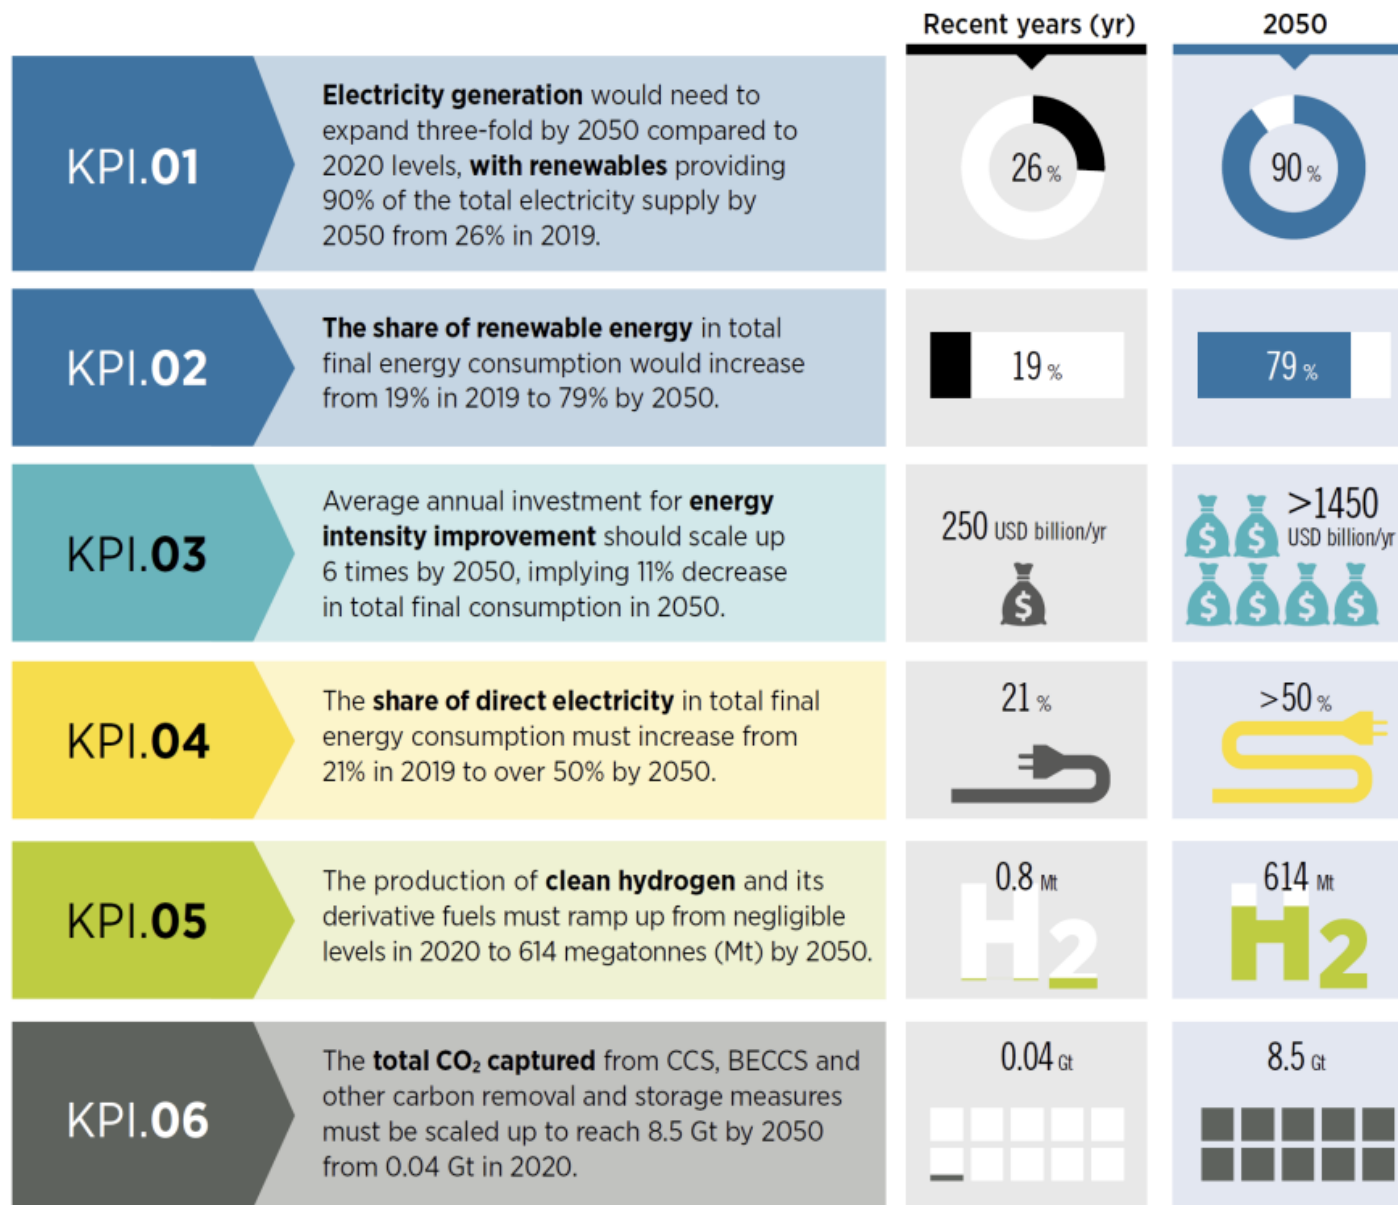 Recent years (yr)
2050
KPI.01
Electricity generation would need to
expand three-fold by 2050 compared to
2020 levels, with renewables providing
90% of the total electricity supply by
2050 from 26% in 2019.
26 %
90 %
KPI.02
The share of renewable energy in total
final energy consumption would increase
from 19% in 2019 to 79% by 2050.
19 %
79 %
KPI.03
Average annual investment for energy
intensity improvement should scale up
6 times by 2050, implying 11% decrease
in total final consumption in 2050.
250 USD billion/yr
$
>1450
USD billion/yr
$ $
$ $ $ $
KPI.04
The share of direct electricity in total final
energy consumption must increase from
21% in 2019 to over 50% by 2050.
21 %
>50 %
KPI.05
The production of clean hydrogen and its
derivative fuels must ramp up from negligible
levels in 2020 to 614 megatonnes (Mt) by 2050.
0.8 Mt
H2
614 Mt
H2
KPI.06
The total CO₂ captured from CCS, BECCS and
other carbon removal and storage measures
must be scaled up to reach 8.5 Gt by 2050
from 0.04 Gt in 2020.
0.04 Gt
8.5 Gt